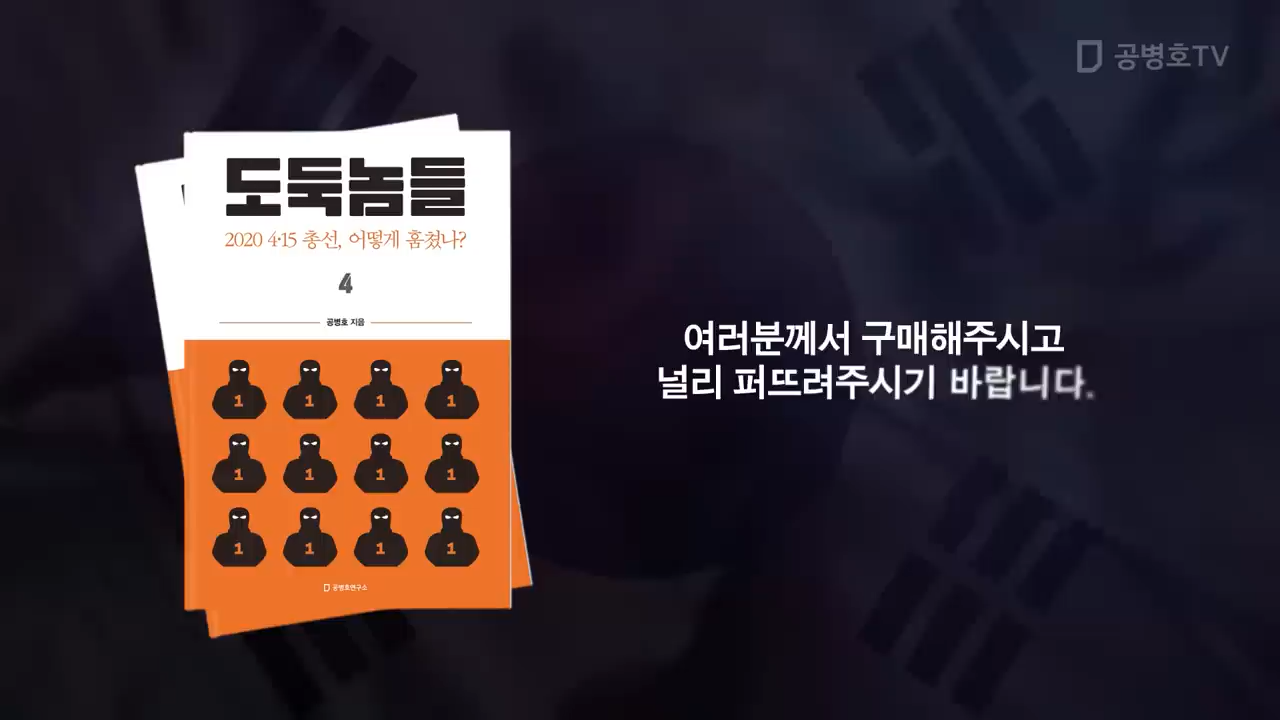 공병호TV
도둑놈들
2020 4·15 총선, 어떻게 훔쳤나?
4
공병호 지음
1 1 1 1
1 1 1 1
1 1 1 1
공병호연구소
여러분께서 구매해주시고
널리 퍼뜨려주시기 바랍니다.